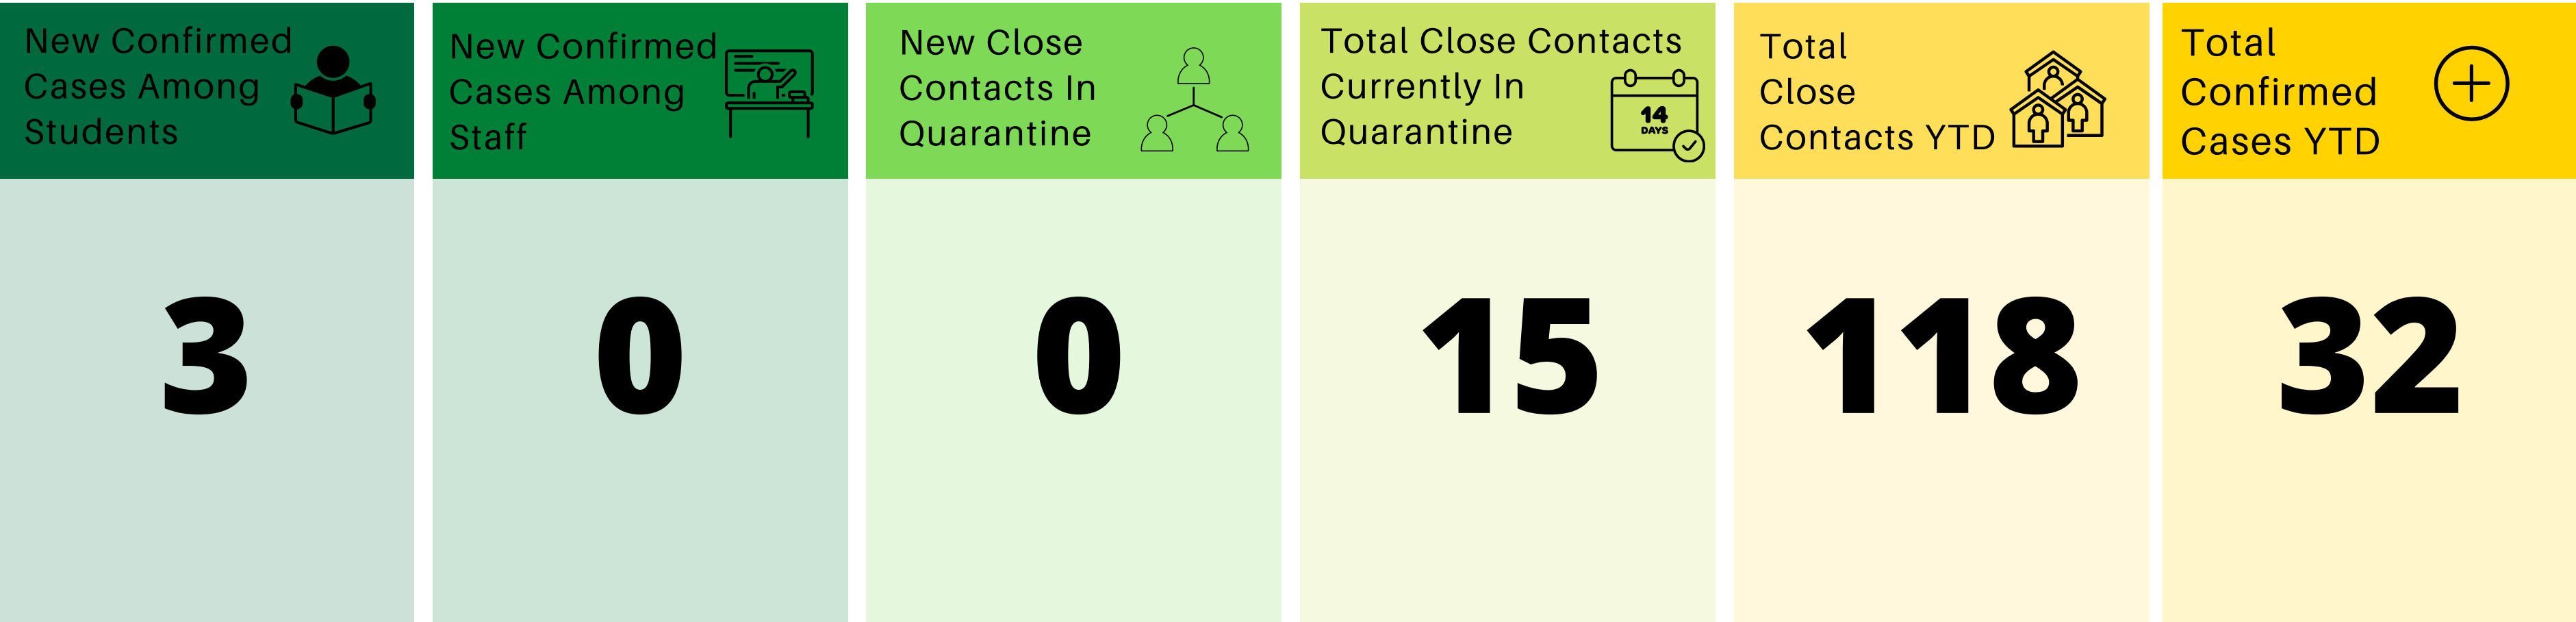 New Confirmed
Cases Among
Students
3
New Confirmed
Cases Among
Staff
0
New Close
Contacts In
Quarantine
0
Total Close Contacts
Currently In
Quarantine
14
DAYS
15
Total
Close
Contacts YTD
118
Total
Confirmed
Cases YTD
32